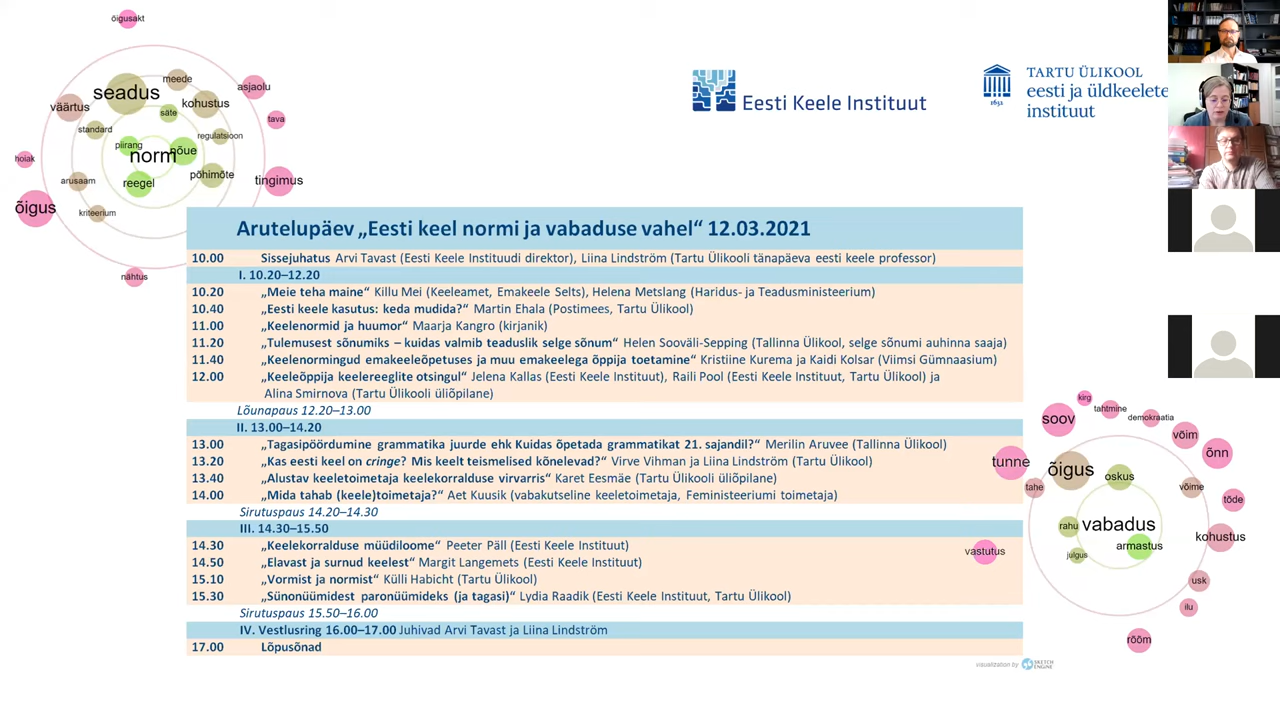 õigusakt
seadus
meede
asjaolu
väärtus
kohustus
säte
tava
standard
regulatsioon
piirang
norm
nõue
hoiak
reegel
põhimõte
arusaam
tingimus
õigus
kriteerium
nähtus
Eesti Keele Instituut
1632
TARTU ÜLIKOOL
eesti ja üldkeelete
instituut
Arutelupäev „Eesti keel normi ja vabaduse vahel“ 12.03.2021
10.00 Sissejuhatus Arvi Tavast (Eesti Keele Instituudi direktor), Liina Lindström (Tartu Ülikooli tänapäeva eesti keele professor)
I. 10.20–12.20
10.20 „Meie teha maine“ Killu Mei (Keeleamet, Emakeele Selts), Helena Metslang (Haridus- ja Teadusministeerium)
10.40 „Eesti keele kasutus: keda mudida?“ Martin Ehala (Postimees, Tartu Ülikool)
11.00 „Keelenormid ja huumor“ Maarja Kangro (kirjanik)
11.20 „Tulemusest sõnumiks – kuidas valmib teaduslik selge sõnum“ Helen Sooväli-Sepping (Tallinna Ülikool, selge sõnumi auhinna saaja)
11.40 „Keelenormingud emakeeleõpetuses ja muu emakeelega õppija toetamine“ Kristiine Kurema ja Kaidi Kolsar (Viimsi Gümnaasium)
12.00 „Keeleõppija keelereeglite otsingul“ Jelena Kallas (Eesti Keele Instituut), Raili Pool (Eesti Keele Instituut, Tartu Ülikool) ja
Alina Smirnova (Tartu Ülikooli üliõpilane)
Lõunapaus 12.20–13.00
II. 13.00–14.20
13.00 „Tagasipöördumine grammatika juurde ehk Kuidas õpetada grammatikat 21. sajandil?“ Merilin Aruvee (Tallinna Ülikool)
13.20 „Kas eesti keel on cringe? Mis keelt teismelised kõnelevad?“ Virve Vihman ja Liina Lindström (Tartu Ülikool)
13.40 „Alustav keeletoimetaja keelekorralduse virvarris“ Karet Eesmäe (Tartu Ülikooli üliõpilane)
14.00 „Mida tahab (keele)toimetaja?“ Aet Kuusik (vabakutseline keeletoimetaja, Feministeeriumi toimetaja)
Sirutuspaus 14.20–14.30
III. 14.30–15.50
14.30 „Keelekorralduse müüdiloome“ Peeter Päll (Eesti Keele Instituut)
14.50 „Elavast ja surnud keelest“ Margit Langemets (Eesti Keele Instituut)
15.10 „Vormist ja normist“ Külli Habicht (Tartu Ülikool)
15.30 „Sünonüümidest paronüümideks (ja tagasi)“ Lydia Raadik (Eesti Keele Instituut, Tartu Ülikool)
Sirutuspaus 15.50–16.00
IV. Vestlusring 16.00–17.00 Juhivad Arvi Tavast ja Liina Lindström
17.00 Lõpusõnad
kirg
soov
tahtmine
demokraatia
võim
õnn
tunne
õigus
oskus
tahe
võime
tõde
rahu
vabadus
kohustus
armastus
julgus
vastutus
usk
ilu
rõõm
visualization by SKETCH
ENGINE